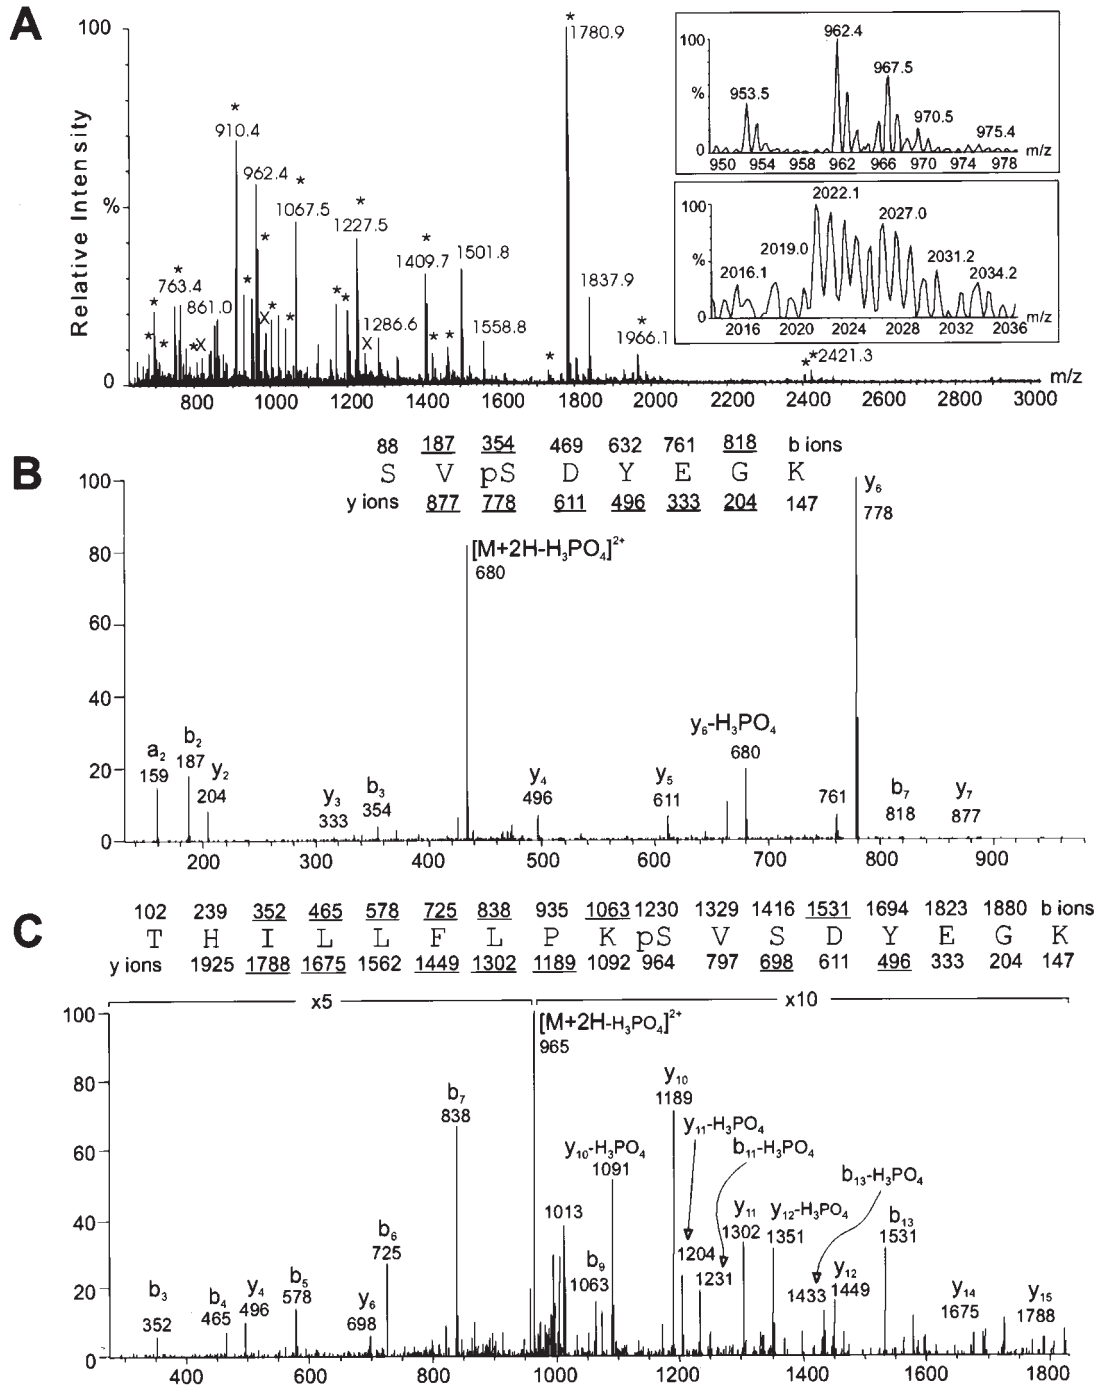 A
Relative Intensity
100
%
0
* 1780.9
* 910.4
962.4
* 1067.5
* 1227.5
* 1409.7
1501.8
1837.9
* 763.4
861.0
1286.6
1558.8
* 1966.1
* *2421.3
X
X
X
800 1000 1200 1400 1600 1800 2000 2200 2400 2600 2800 3000 m/z
100
%
0
962.4
967.5
953.5
970.5
975.4
950 954 958 962 966 970 974 978 m/z
100
%
0
2022.1
2027.0
2019.0
2016.1
2031.2
2034.2
2016 2020 2024 2028 2032 2036 m/z
B
88 187 354 469 632 761 818 b ions
S V pS D Y E G K
y ions 877 778 611 496 333 204 147
100
80
60
40
20
0
[M+2H-H₃PO₄]²⁺
680
y₆
778
a₂
159
b₂
187
y₂
204
y₃
333
b₃
354
y₄
496
y₅
611
y₆-H₃PO₄
680
761
b₇
818
y₇
877
200 300 400 500 600 700 800 900
C
102 239 352 465 578 725 838 935 1063 1230 1329 1416 1531 1694 1823 1880 b ions
T H I L L F L P K pS V S D Y E G K
y ions 1925 1788 1675 1562 1449 1302 1189 1092 964 797 698 611 496 333 204 147
x5 x10
100
80
60
40
20
0
[M+2H-H₃PO₄]²⁺
965
b₃
352
b₄
465
y₄
496
b₅
578
y₆
698
b₆
725
b₇
838
1013
b₉
1063
y₁₀-H₃PO₄
1091
y₁₀
1189
y₁₁-H₃PO₄
1204
b₁₁-H₃PO₄
1231
y₁₁
1302
y₁₂-H₃PO₄
1351
b₁₃-H₃PO₄
1433
y₁₂
1449
b₁₃
1531
y₁₄
1675
y₁₅
1788
400 600 800 1000 1200 1400 1600 1800